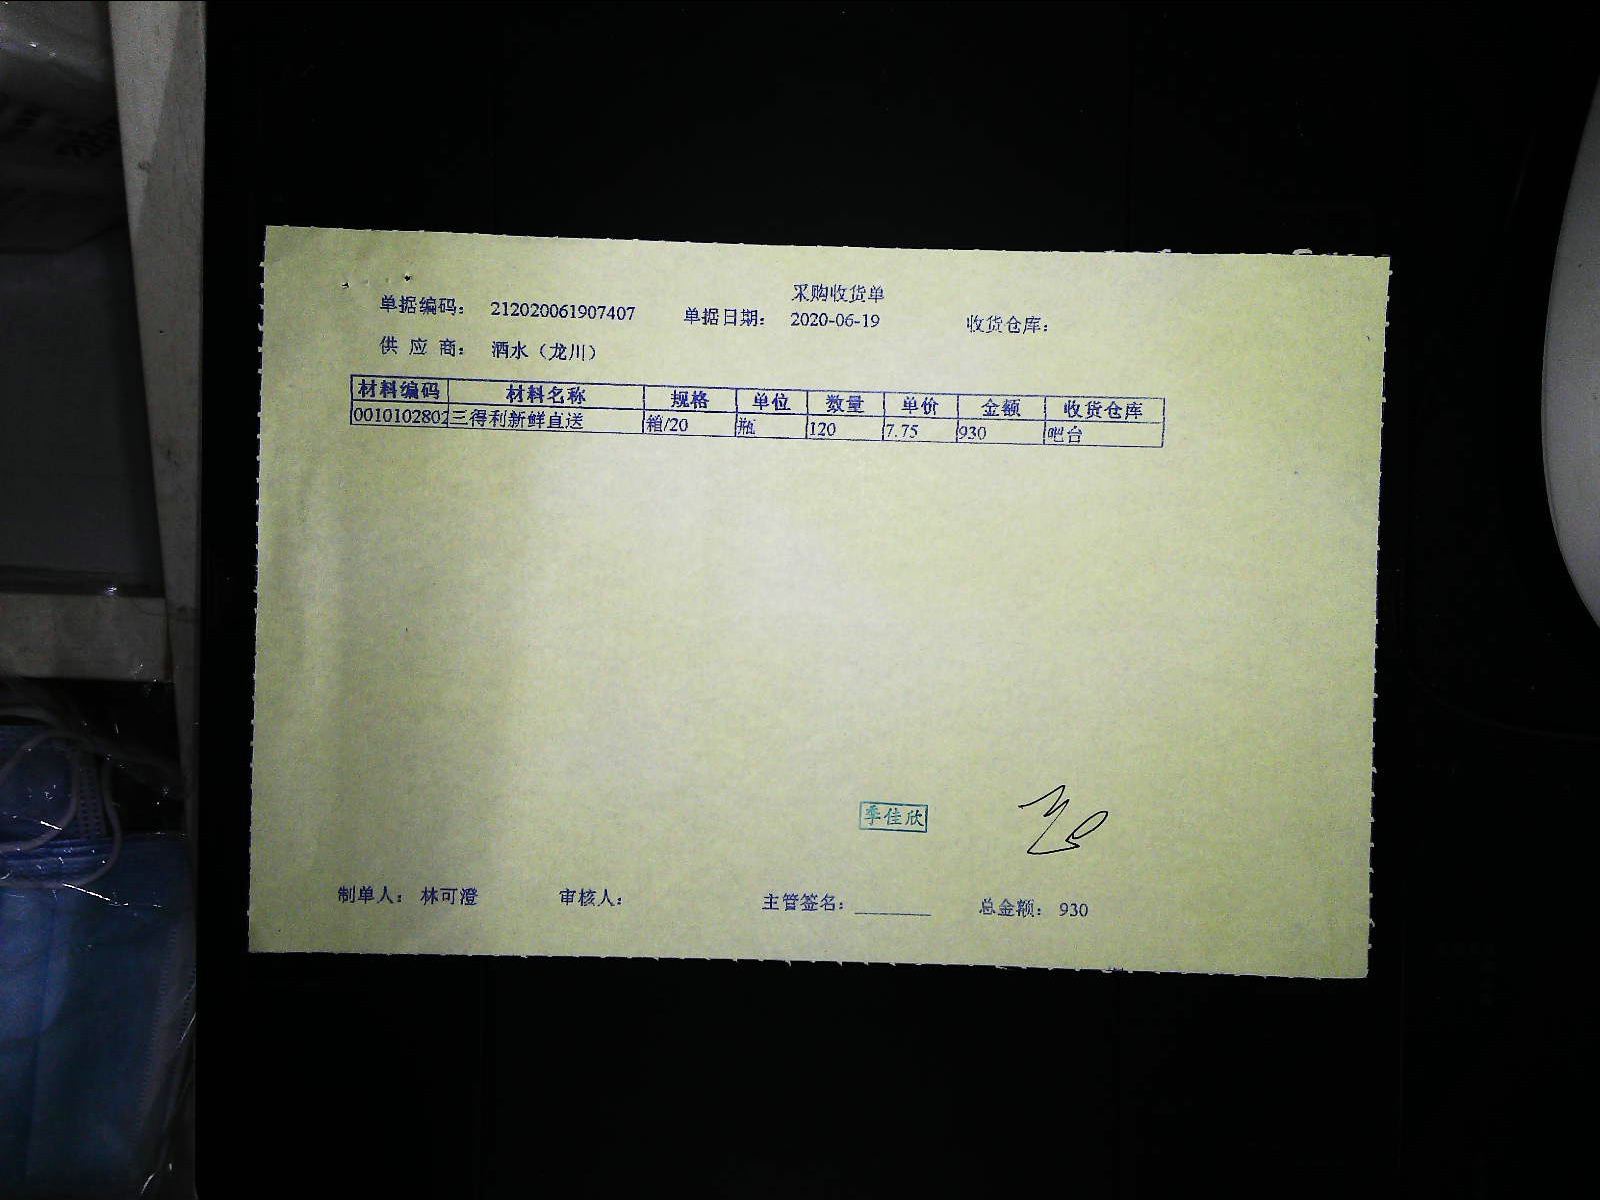 采购收货单
单据编码： 212020061907407 单据日期： 2020-06-19 收货仓库：
供 应 商： 酒水（龙川）
材料编码 材料名称 规格 单位 数量 单价 金额 收货仓库
0010102802 三得利新鲜直送 箱/20 瓶 120 7.75 930 吧台
季佳欣
制单人： 林可澄 审核人： 主管签名：________ 总金额： 930